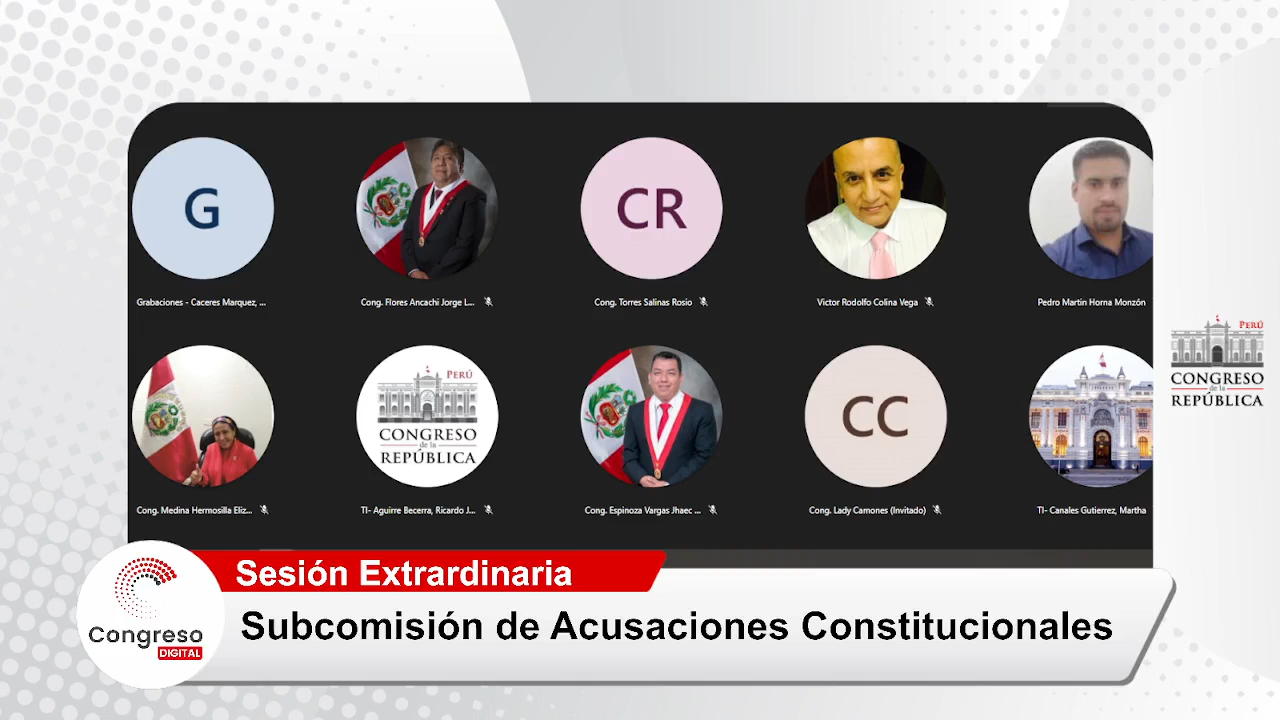 G
CR
Grabaciones - Caceres Marquez, ...
Cong. Flores Ancachi Jorge L...
Cong. Torres Salinas Rosio
Victor Rodolfo Colina Vega
Pedro Martin Horna Monzón
PERÚ
CONGRESO
de la
REPÚBLICA
PERÚ
CONGRESO
de la
REPÚBLICA
CC
Cong. Medina Hermosilla Eliz...
TI- Aguirre Becerra, Ricardo J...
Cong. Espinoza Vargas Jhaec ...
Cong. Lady Camones (Invitado)
TI- Canales Gutierrez, Martha
Sesión Extrardinaria
Subcomisión de Acusaciones Constitucionales
Congreso
DIGITAL